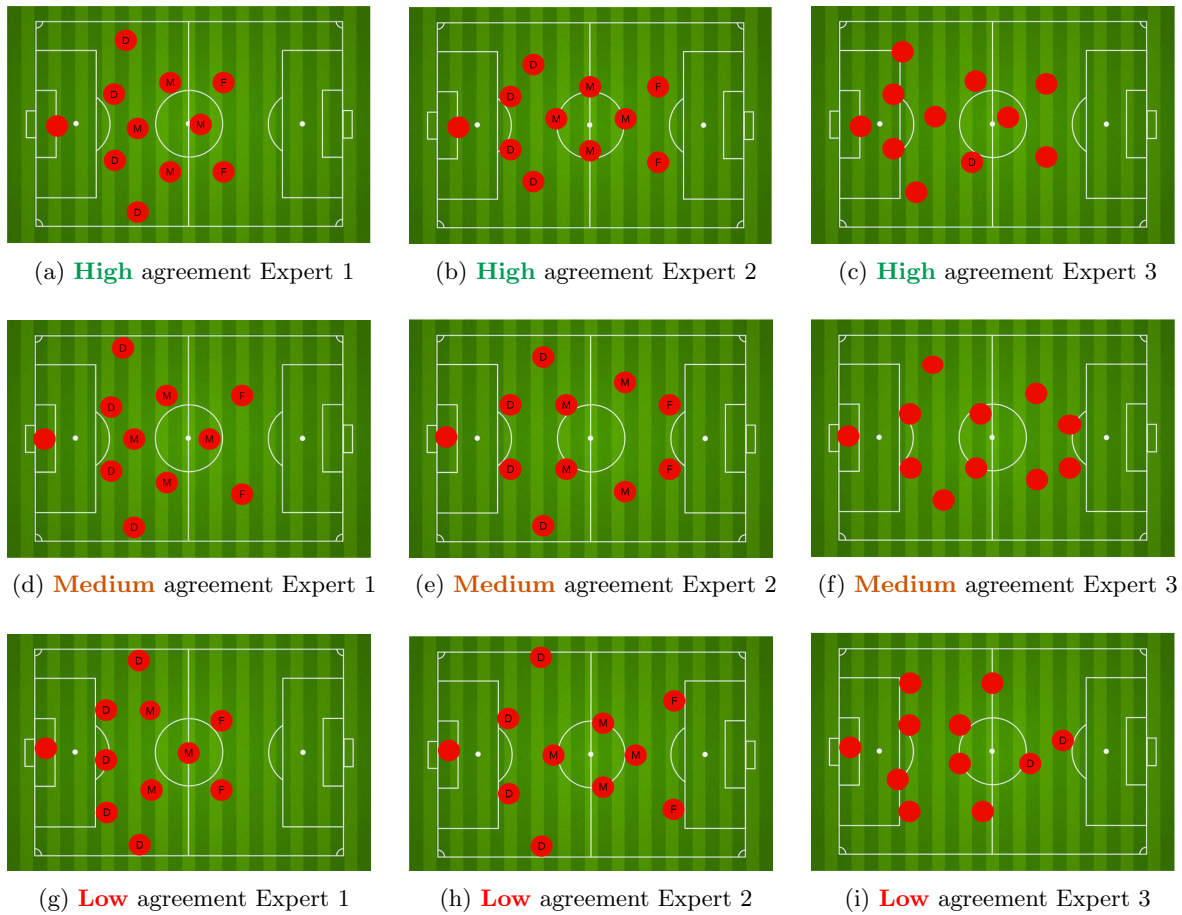 D
M F
D
M M
D
M F
D
(a) High agreement Expert 1
D
M F
D
M M
D M
F
D
(b) High agreement Expert 2
D
(c) High agreement Expert 3
D
M F
D
M M
D
M
F
D
(d) Medium agreement Expert 1
D
M
D M F
D M F
M
D
(e) Medium agreement Expert 2
(f) Medium agreement Expert 3
D
D M
F
M
D
M F
D
D
(g) Low agreement Expert 1
D
F
D M
M M
D M
F
D
(h) Low agreement Expert 2
D
D
(i) Low agreement Expert 3